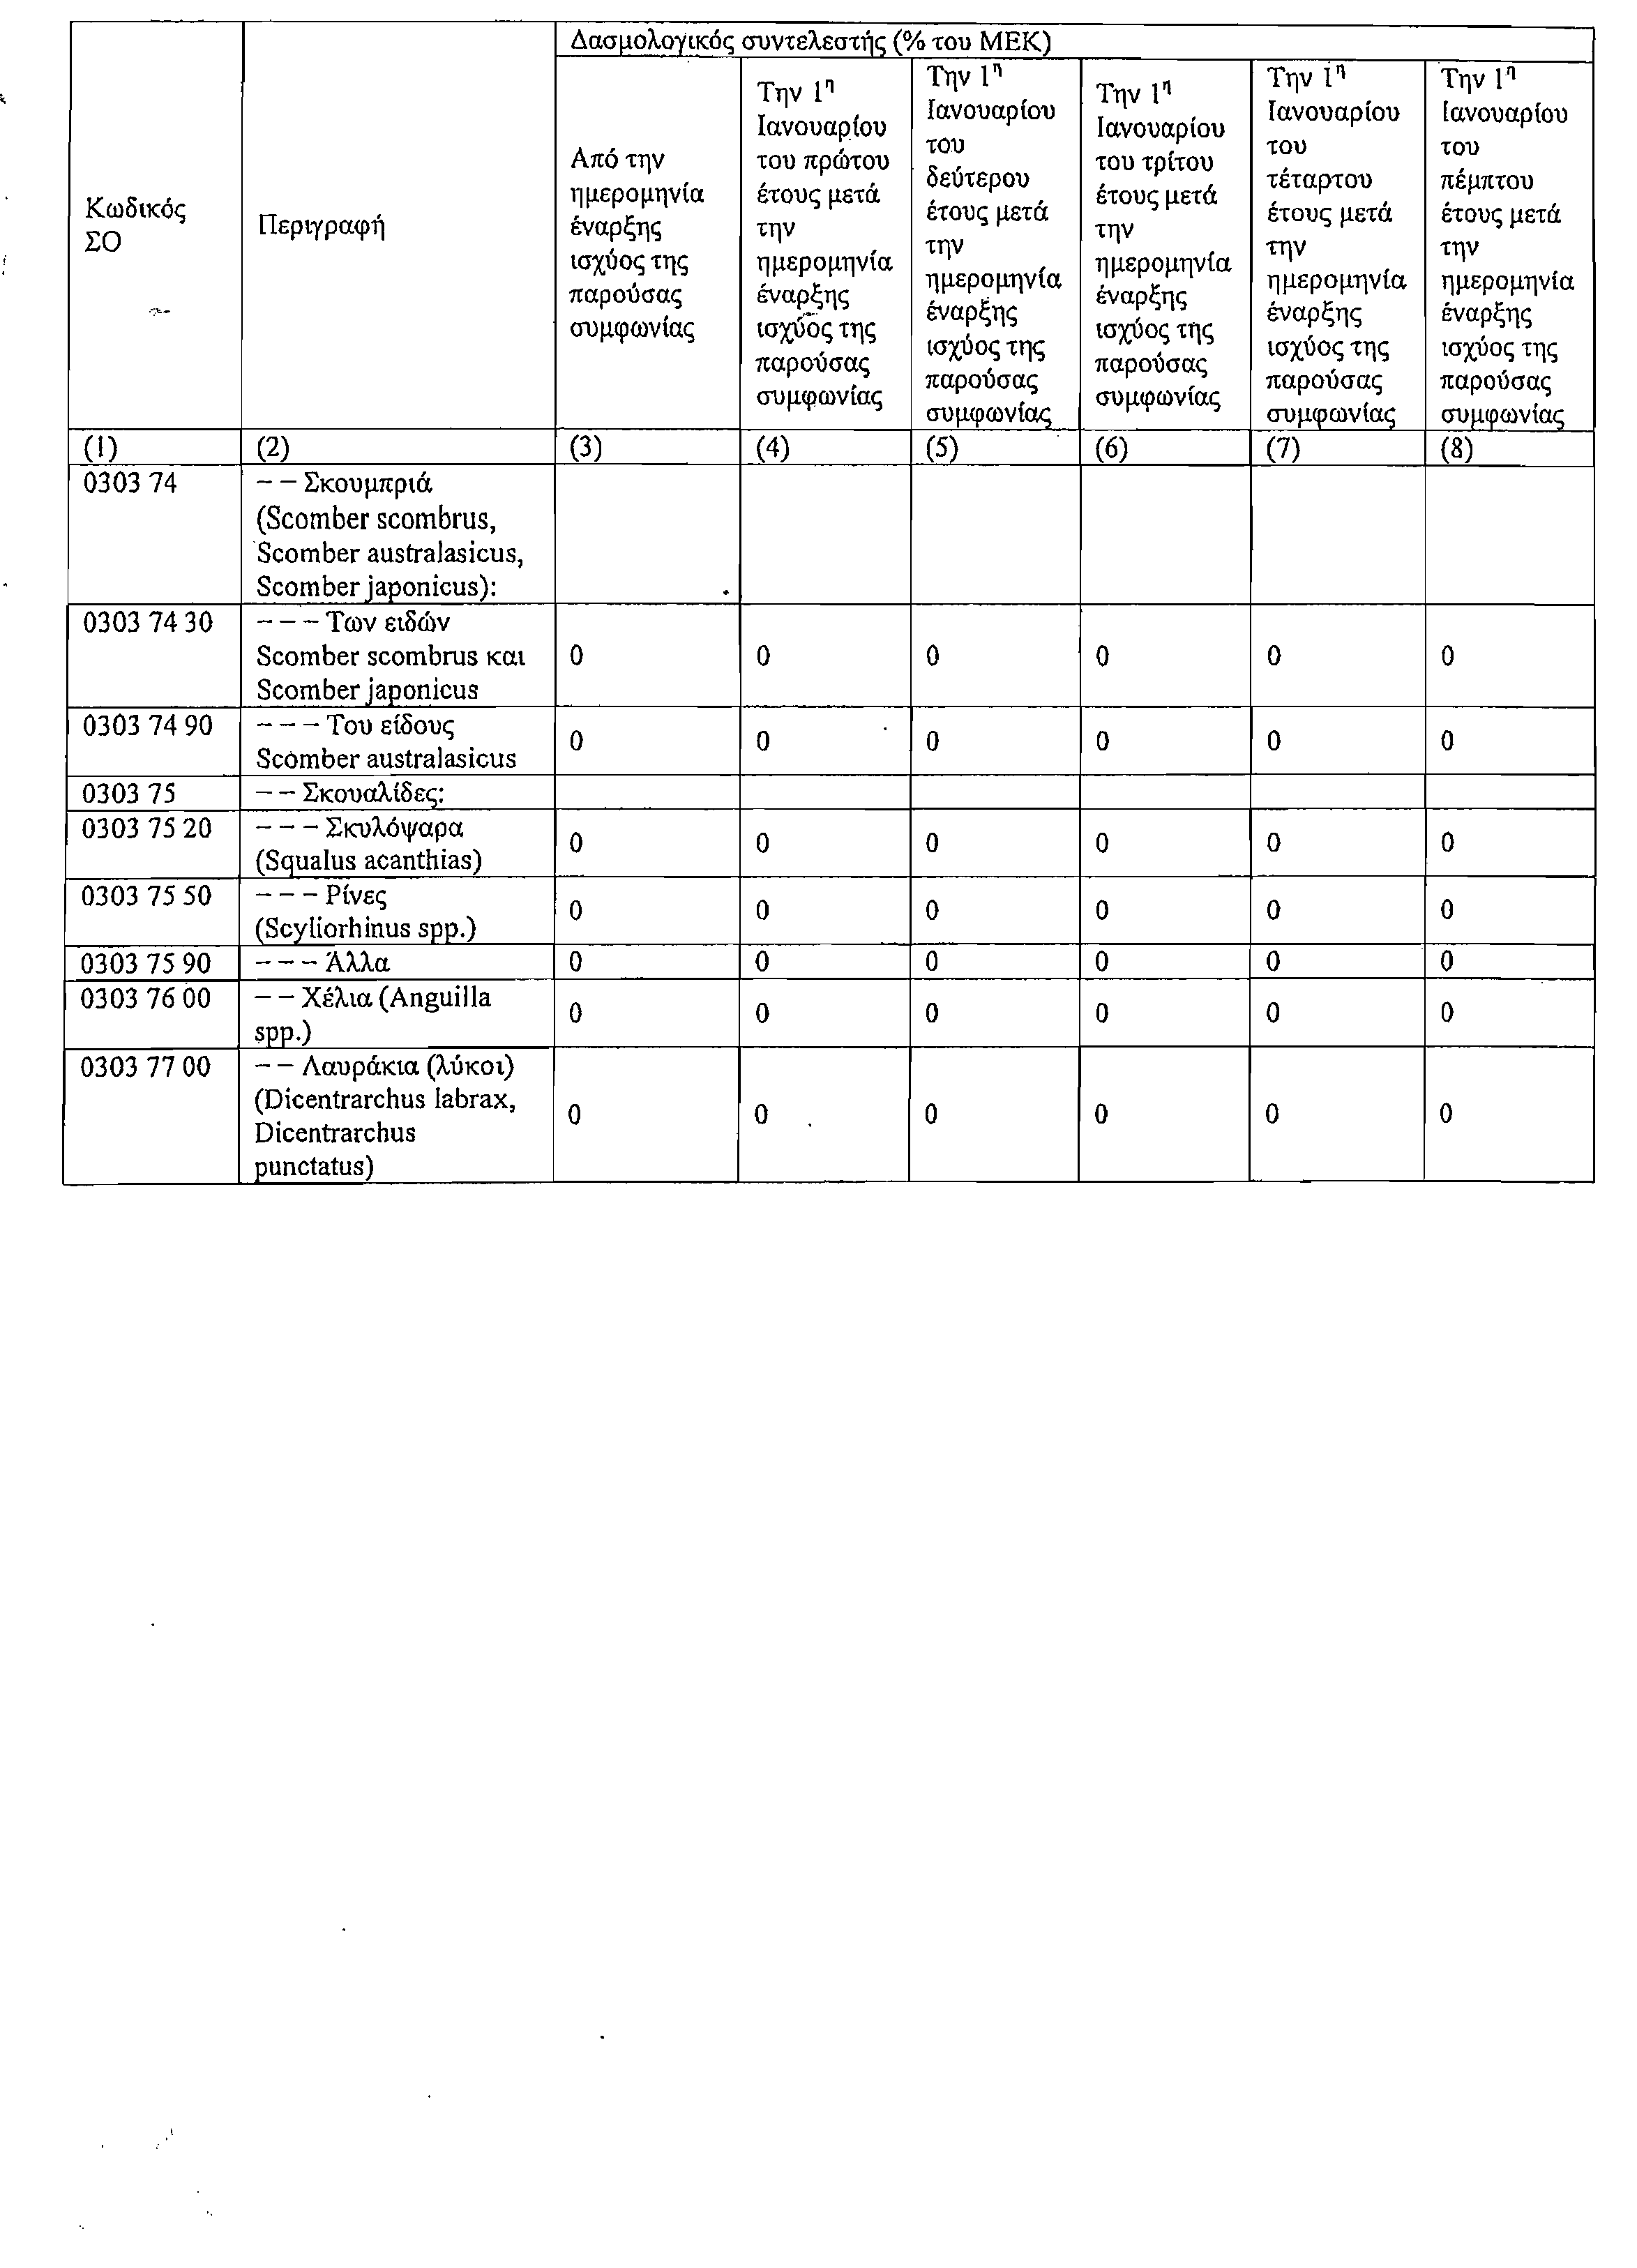 Δασμολογικός συντελεστής (% του ΜΕΚ)
Κωδικός
ΣΟ
Περιγραφή
Από την
ημερομηνία
έναρξης
ισχύος της
παρούσας
συμφωνίας
Την 1η
Ιανουαρίου
του πρώτου
έτους μετά
την
ημερομηνία
έναρξης
ισχύος της
παρούσας
συμφωνίας
Την 1η
Ιανουαρίου
του
δεύτερου
έτους μετά
την
ημερομηνία
έναρξης
ισχύος της
παρούσας
συμφωνίας
Την 1η
Ιανουαρίου
του τρίτου
έτους μετά
την
ημερομηνία
έναρξης
ισχύος της
παρούσας
συμφωνίας
Την 1η
Ιανουαρίου
του
τέταρτου
έτους μετά
την
ημερομηνία
έναρξης
ισχύος της
παρούσας
συμφωνίας
Την 1η
Ιανουαρίου
του
πέμπτου
έτους μετά
την
ημερομηνία
έναρξης
ισχύος της
παρούσας
συμφωνίας
(1) (2) (3) (4) (5) (6) (7) (8)
0303 74 – – Σκουμπριά
(Scomber scombrus,
Scomber australasicus,
Scomber japonicus):
0303 74 30 – – – Των ειδών
Scomber scombrus και 0 0 0 0 0 0
Scomber japonicus
0303 74 90 – – – Του είδους
Scomber australasicus 0 0 0 0 0 0
0303 75 – – Σκουαλίδες:
0303 75 20 – – – Σκυλόψαρα
(Squalus acanthias) 0 0 0 0 0 0
0303 75 50 – – – Ρίνες
(Scyliorhinus spp.) 0 0 0 0 0 0
0303 75 90 – – – Άλλα 0 0 0 0 0 0
0303 76 00 – – Χέλια (Anguilla
spp.) 0 0 0 0 0 0
0303 77 00 – – Λαυράκια (λύκοι)
(Dicentrarchus labrax, 0 0 0 0 0 0
Dicentrarchus
punctatus)